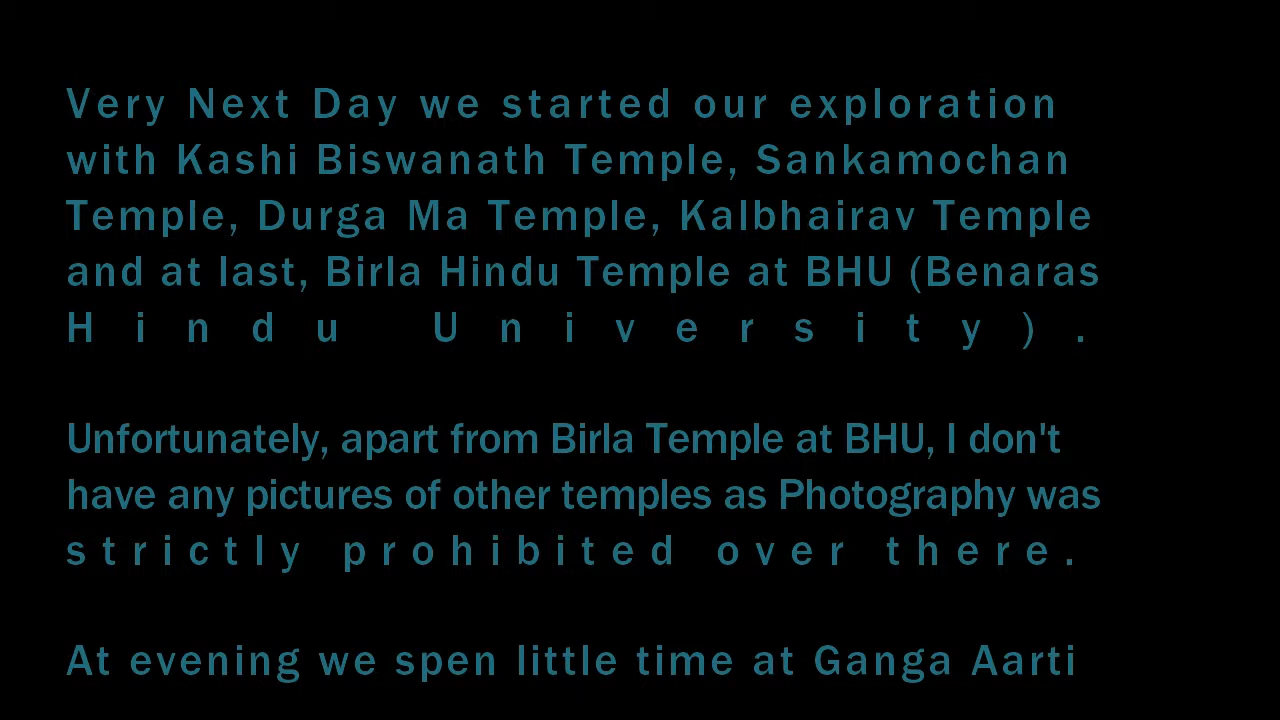 Very Next Day we started our exploration
with Kashi Biswanath Temple, Sankamochan
Temple, Durga Ma Temple, Kalbhairav Temple
and at last, Birla Hindu Temple at BHU (Benaras
Hindu University).
Unfortunately, apart from Birla Temple at BHU, I don't
have any pictures of other temples as Photography was
strictly prohibited over there.
At evening we spen little time at Ganga Aarti